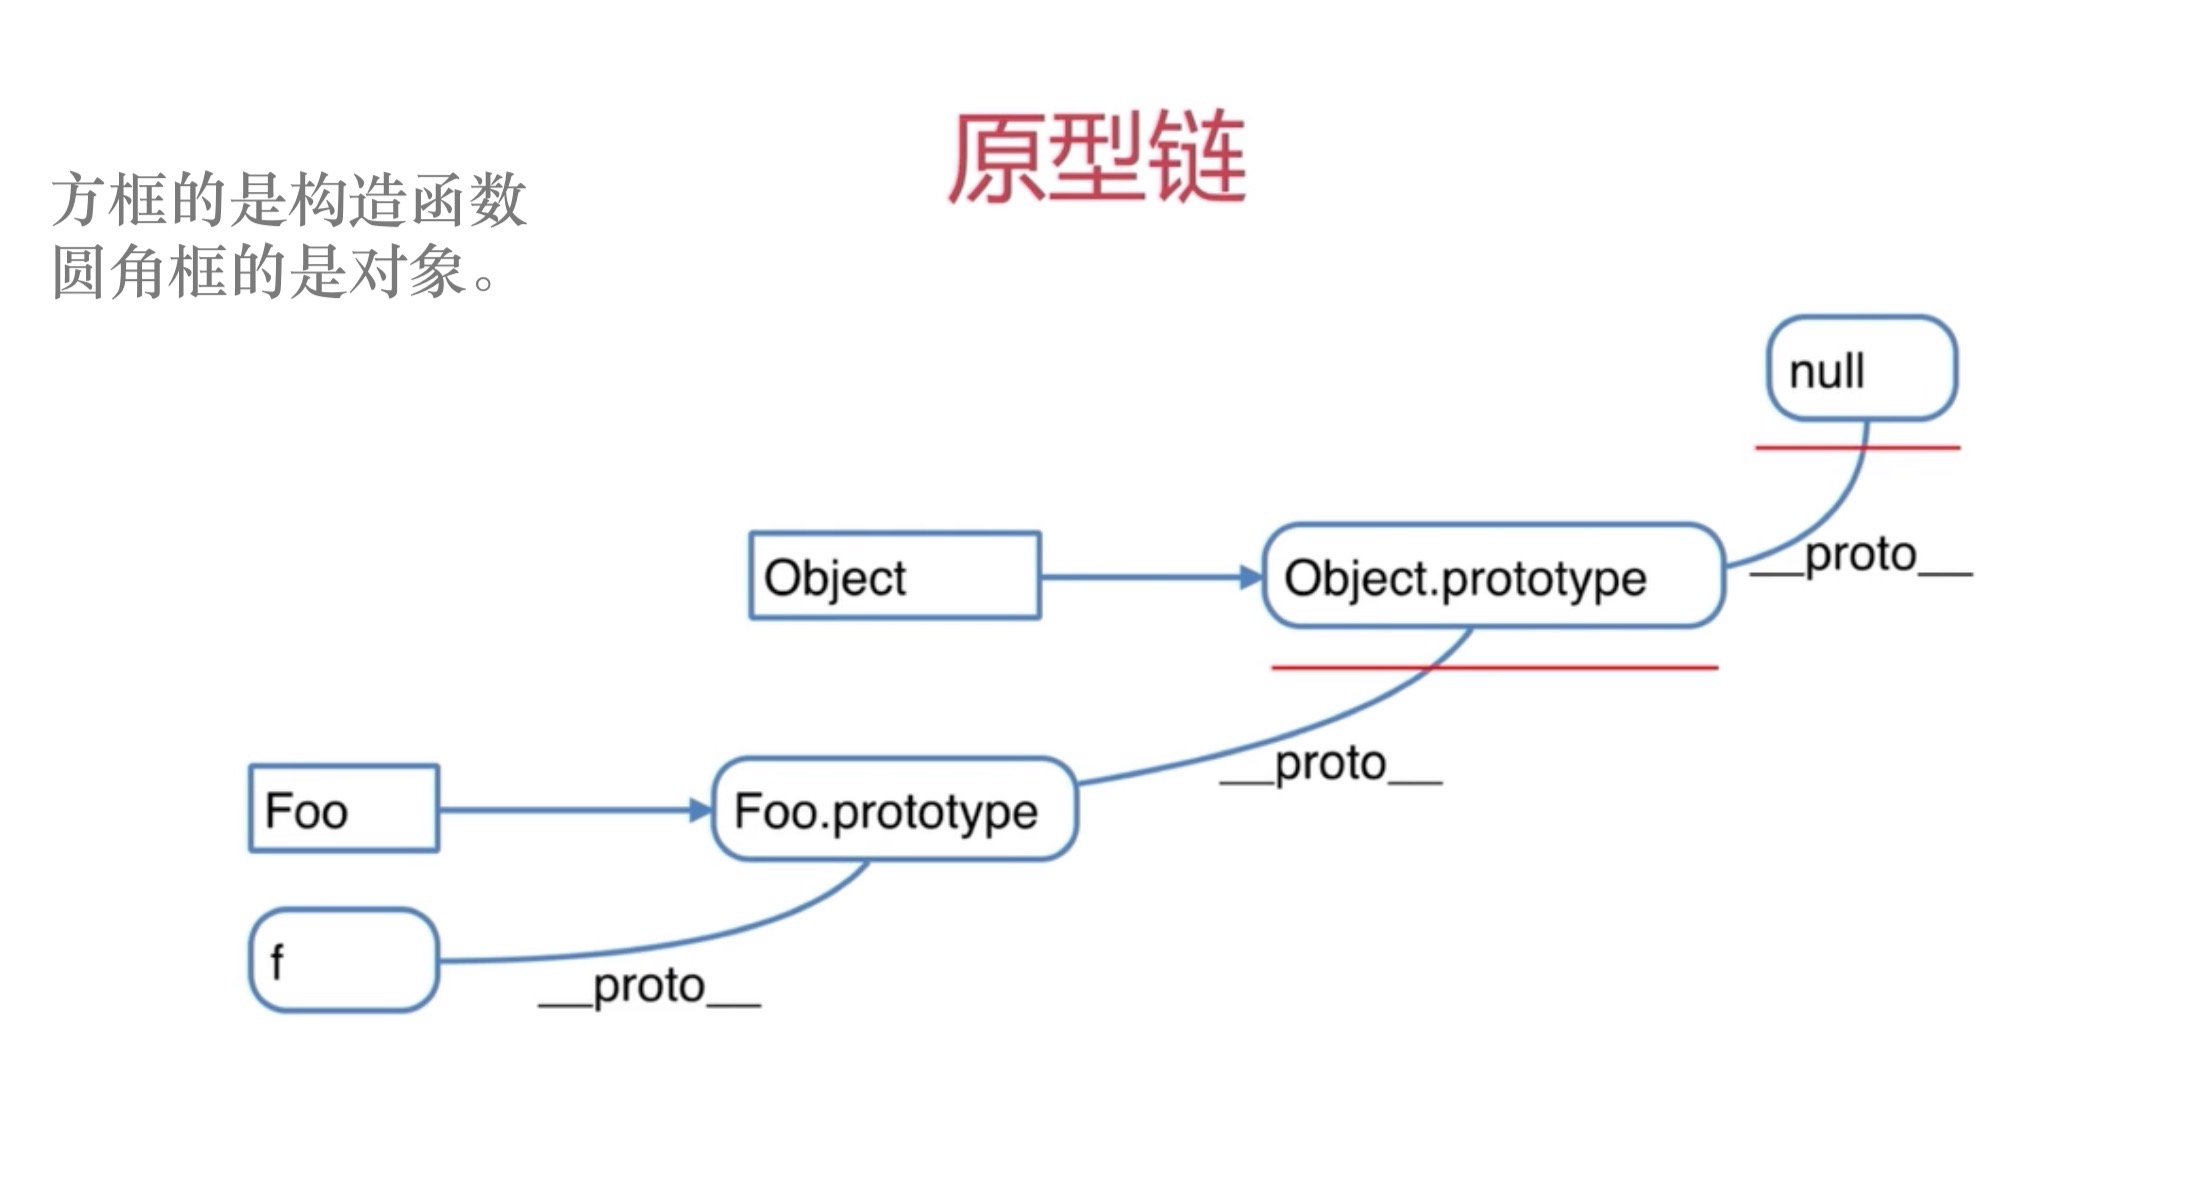 原型链
方框的是构造函数
圆角框的是对象。
null
__proto__
Object
Object.prototype
__proto__
Foo
Foo.prototype
f
__proto__